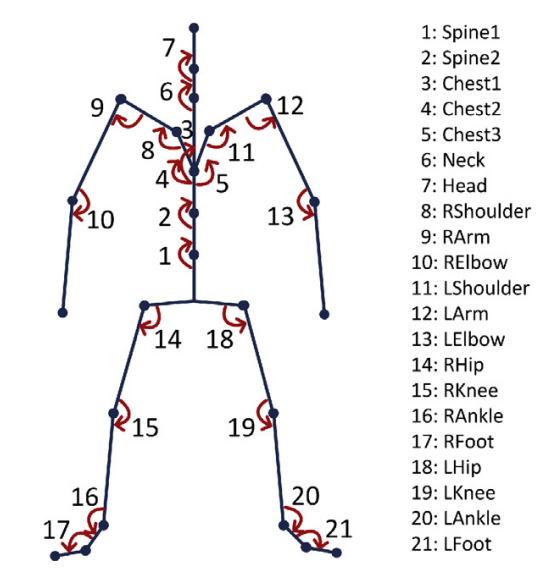 7
6
9
12
3
8
11
4
5
2
10
13
1
14
18
15
19
16
20
17
21
1: Spine1
2: Spine2
3: Chest1
4: Chest2
5: Chest3
6: Neck
7: Head
8: RShoulder
9: RArm
10: RElbow
11: LShoulder
12: LArm
13: LElbow
14: RHip
15: RKnee
16: RAnkle
17: RFoot
18: LHip
19: LKnee
20: LAnkle
21: LFoot